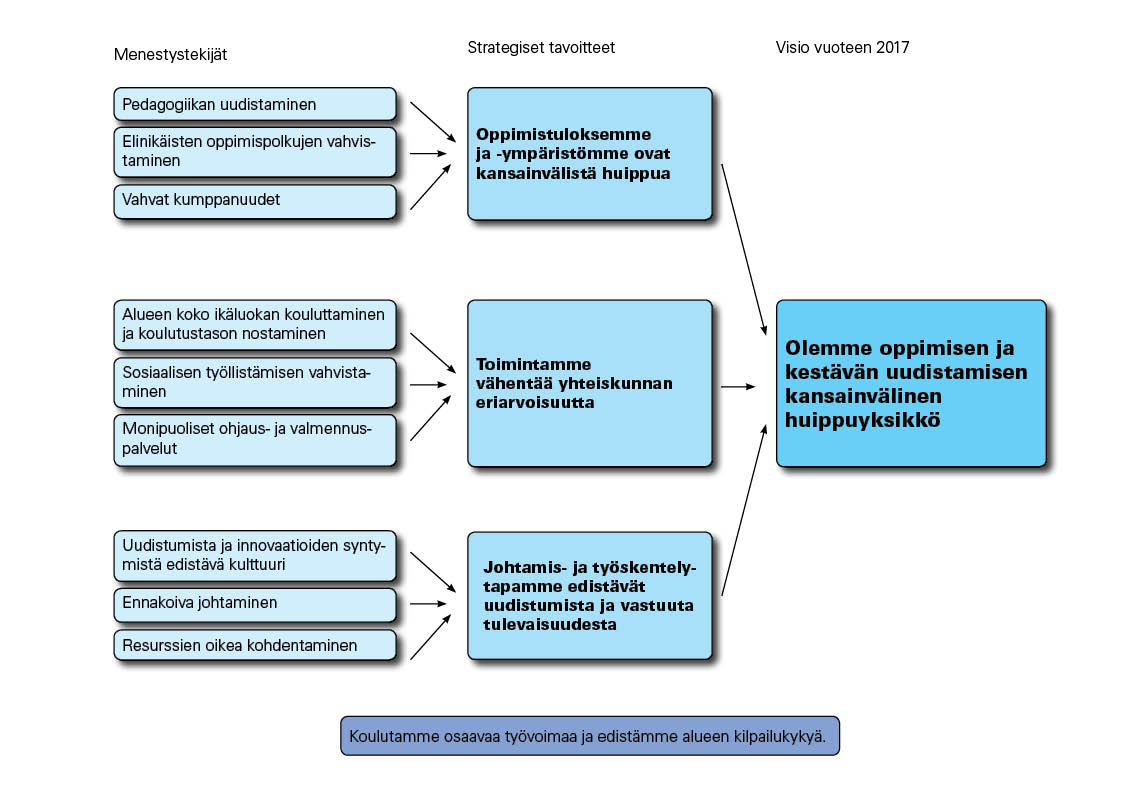 Menestystekijät
Strategiset tavoitteet
Visio vuoteen 2017
Pedagogiikan uudistaminen
Elinikäisten oppimispolkujen vahvis-
taminen
Vahvat kumppanuudet
Oppimistuloksemme
ja -ympäristömme ovat
kansainvälistä huippua
Alueen koko ikäluokan kouluttaminen
ja koulutustason nostaminen
Sosiaalisen työllistämisen vahvista-
minen
Monipuoliset ohjaus- ja valmennus-
palvelut
Toimintamme
vähentää yhteiskunnan
eriarvoisuutta
Olemme oppimisen ja
kestävän uudistamisen
kansainvälinen
huippuyksikkö
Uudistumista ja innovaatioiden synty-
mistä edistävä kulttuuri
Ennakoiva johtaminen
Resurssien oikea kohdentaminen
Johtamis- ja työskentely-
tapamme edistävät
uudistumista ja vastuuta
tulevaisuudesta
Koulutamme osaavaa työvoimaa ja edistämme alueen kilpailukykyä.